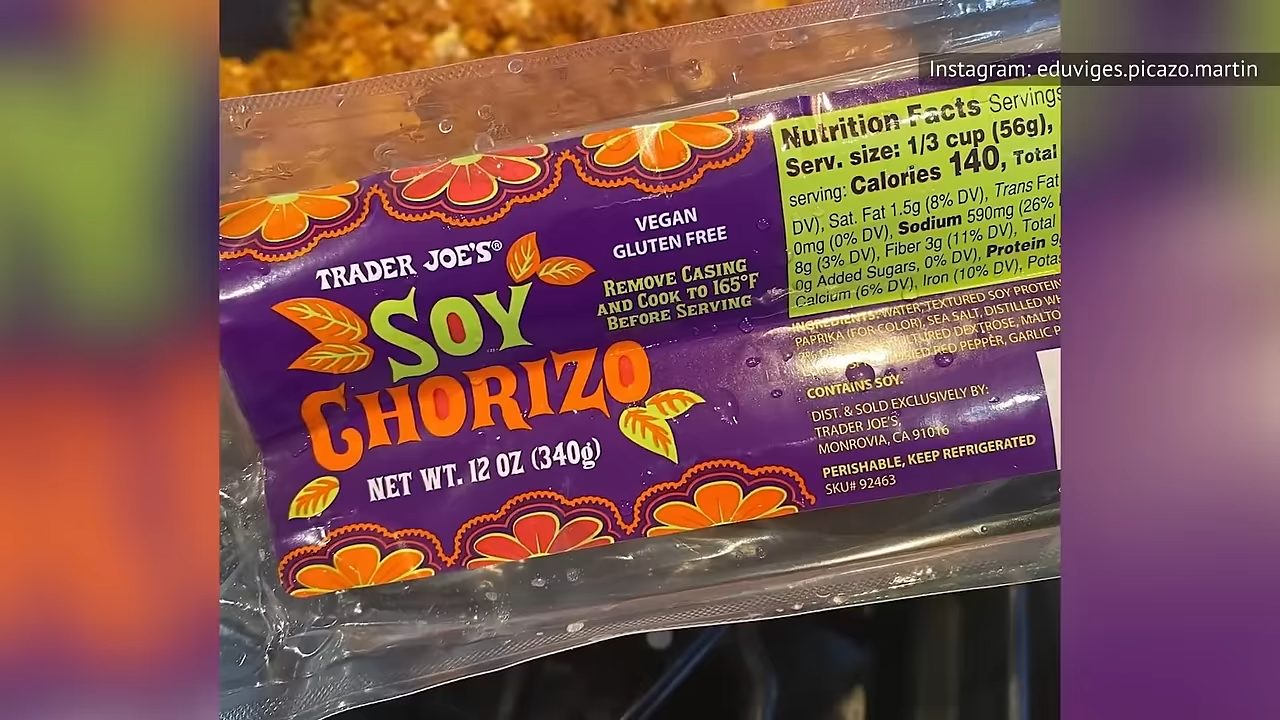 Instagram: eduviges.picazo.martin
TRADER JOE'S®
SOY
CHORIZO
NET WT. 12 OZ (340g)
VEGAN
GLUTEN FREE
REMOVE CASING
AND COOK TO 165°F
BEFORE SERVING
Nutrition Facts Servings
Serv. size: 1/3 cup (56g),
serving: Calories 140, Total
DV), Sat. Fat 1.5g (8% DV), Trans Fat
0mg (0% DV), Sodium 590mg (26%
8g (3% DV), Fiber 3g (11% DV), Total
0g Added Sugars, 0% DV), Protein 9g
Calcium (6% DV), Iron (10% DV),
INGREDIENTS: WATER, TEXTURED SOY PROTEIN
PAPRIKA (FOR COLOR), SEA SALT, DISTILLED
DEXTROSE,
RED PEPPER, GARLIC
CONTAINS SOY.
DIST. & SOLD EXCLUSIVELY BY:
TRADER JOE'S,
MONROVIA, CA 91016
PERISHABLE, KEEP REFRIGERATED
SKU# 92463